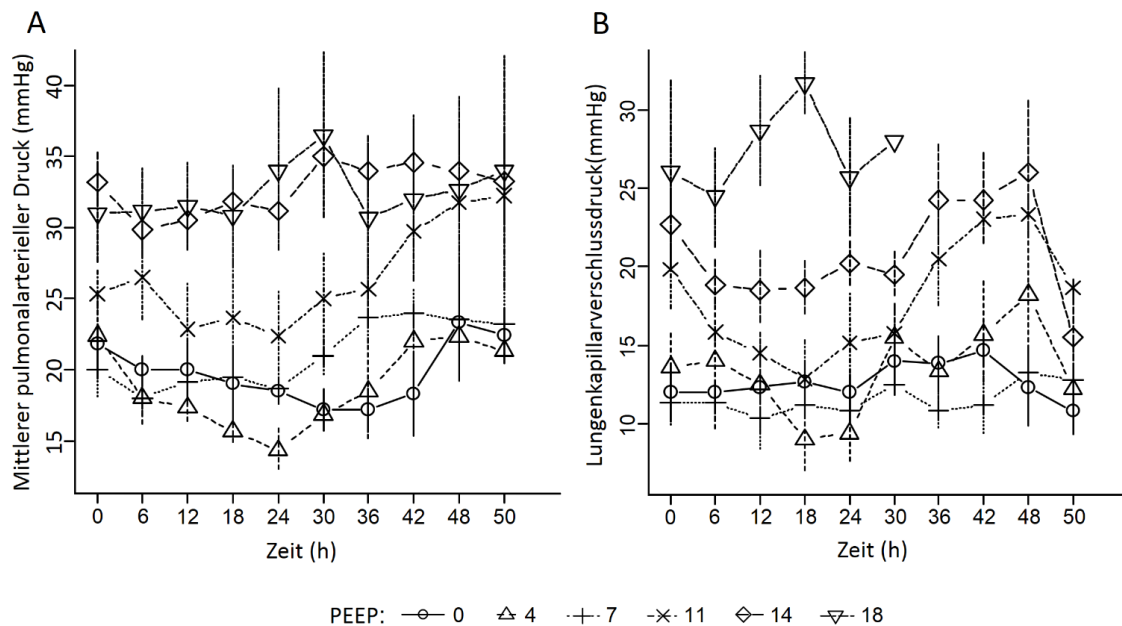 A
Mittlerer pulmonalarterieller Druck (mmHg)
40
35
30
25
20
15
0 6 12 18 24 30 36 42 48 50
Zeit (h)
B
Lungenkapillarverschlussdruck(mmHg)
30
25
20
15
10
0 6 12 18 24 30 36 42 48 50
Zeit (h)
PEEP: 0 4 7 11 14 18